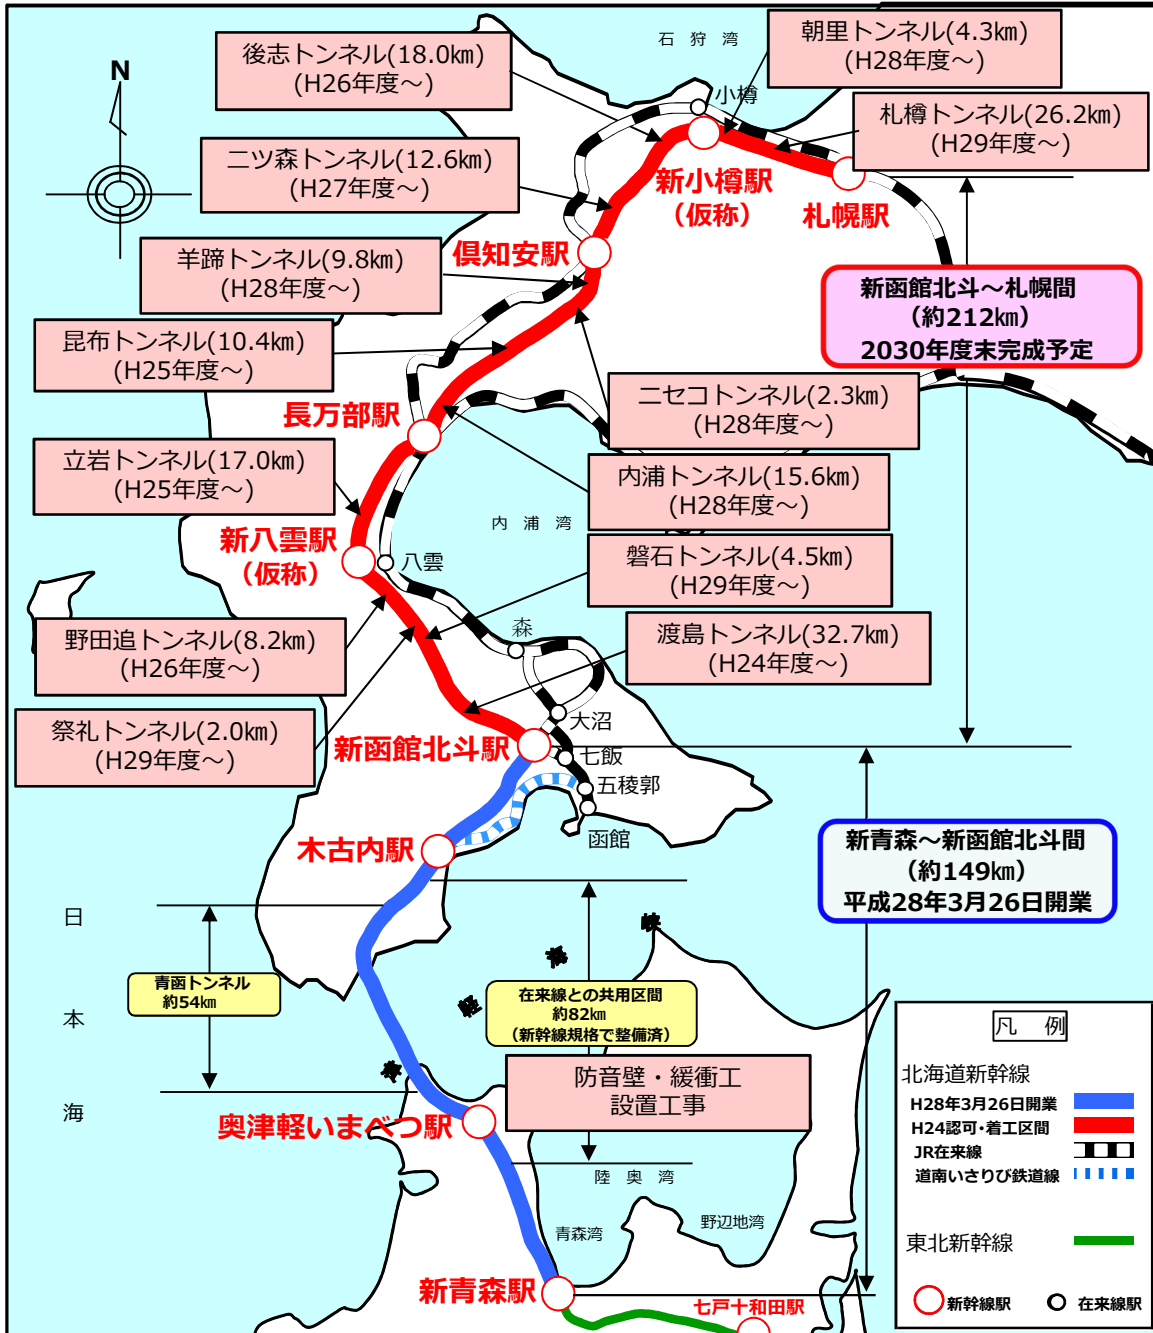 石狩湾
後志トンネル(18.0㎞)
(H26年度～)
朝里トンネル(4.3㎞)
(H28年度～)
N
小樽
札樽トンネル(26.2㎞)
(H29年度～)
二ツ森トンネル(12.6㎞)
(H27年度～)
新小樽駅
（仮称）
札幌駅
倶知安駅
羊蹄トンネル(9.8㎞)
(H28年度～)
新函館北斗～札幌間
（約212㎞）
2030年度末完成予定
昆布トンネル(10.4㎞)
(H25年度～)
ニセコトンネル(2.3㎞)
(H28年度～)
長万部駅
立岩トンネル(17.0㎞)
(H25年度～)
内浦トンネル(15.6㎞)
(H28年度～)
内浦湾
新八雲駅
（仮称）
八雲
磐石トンネル(4.5㎞)
(H29年度～)
野田追トンネル(8.2㎞)
(H26年度～)
森
渡島トンネル(32.7㎞)
(H24年度～)
祭礼トンネル(2.0㎞)
(H29年度～)
大沼
新函館北斗駅
七飯
五稜郭
函館
木古内駅
新青森～新函館北斗間
（約149㎞）
平成28年3月26日開業
日本海
津軽海峡
青函トンネル
約54㎞
在来線との共用区間
約82㎞
（新幹線規格で整備済）
防音壁・緩衝工
設置工事
奥津軽いまべつ駅
陸奥湾
青森湾
野辺地湾
新青森駅
七戸十和田駅
凡例
北海道新幹線
H28年3月26日開業
H24認可・着工区間
JR在来線
道南いさりび鉄道線
東北新幹線
新幹線駅
在来線駅